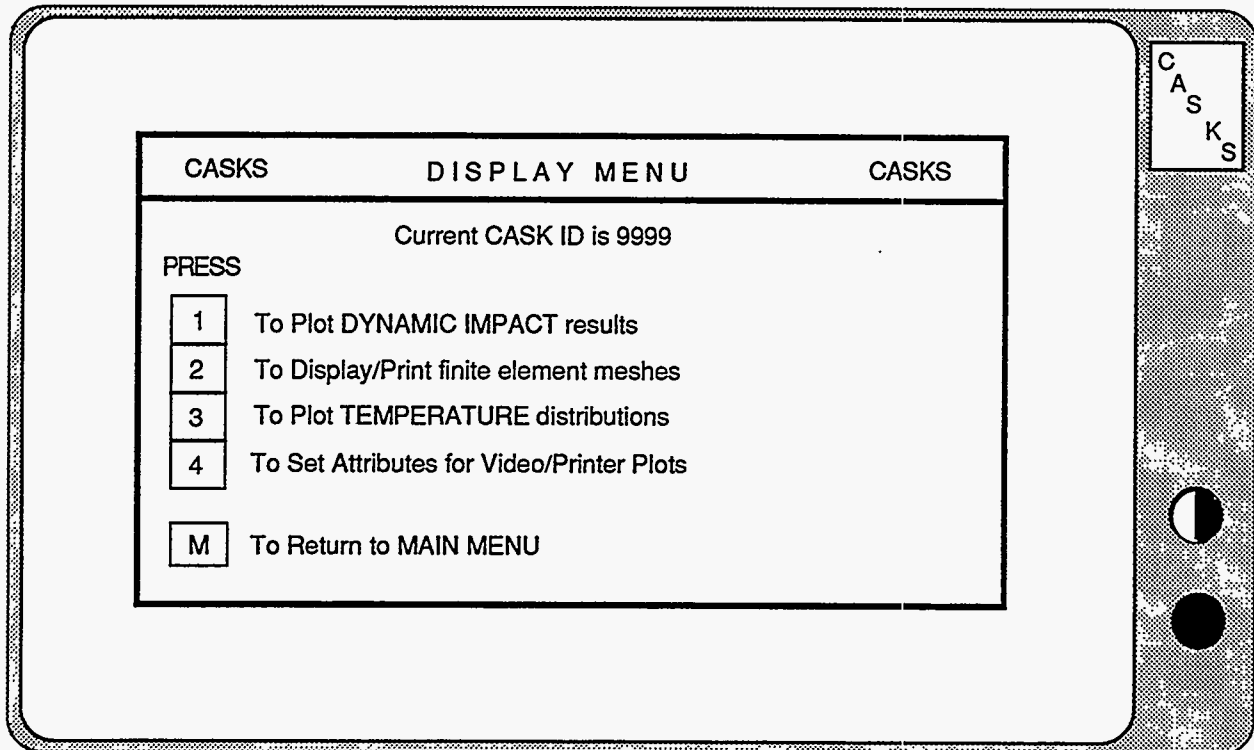 CASKS DISPLAY MENU CASKS
Current CASK ID is 9999
PRESS
1 To Plot DYNAMIC IMPACT results
2 To Display/Print finite element meshes
3 To Plot TEMPERATURE distributions
4 To Set Attributes for Video/Printer Plots
M To Return to MAIN MENU
CASKS